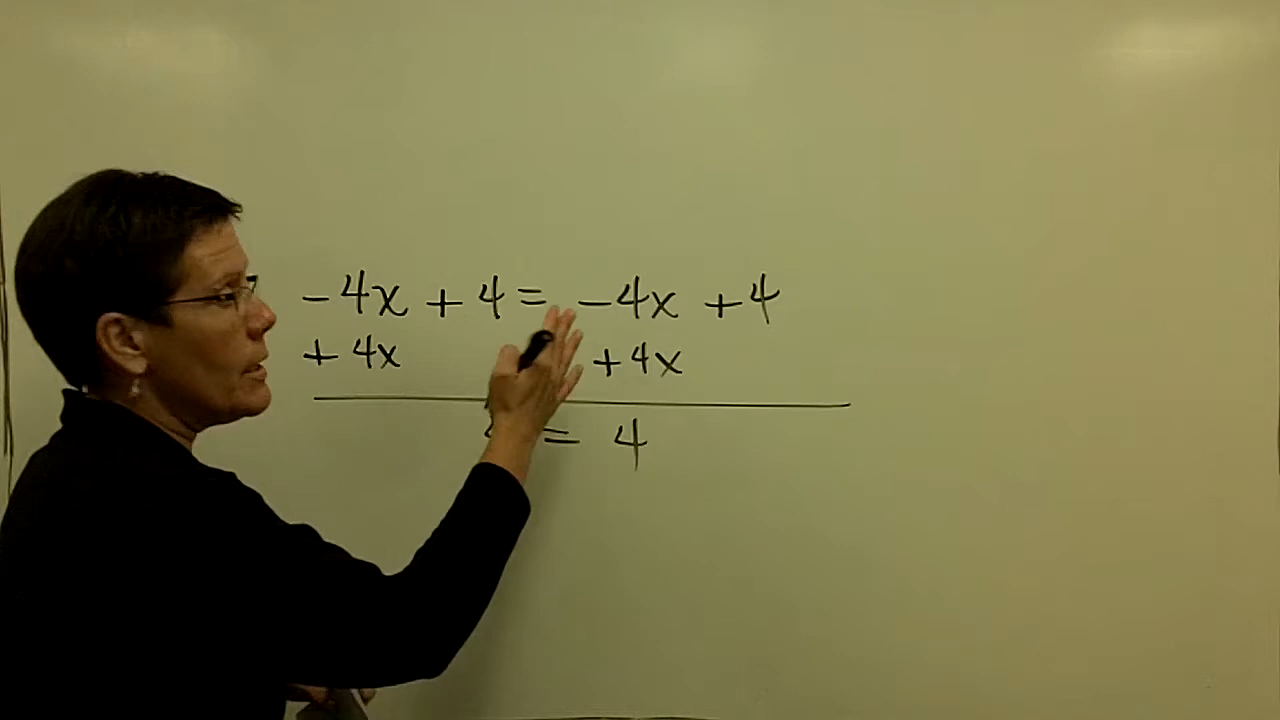 -4x + 4 = -4x + 4
+ 4x +4x
= 4